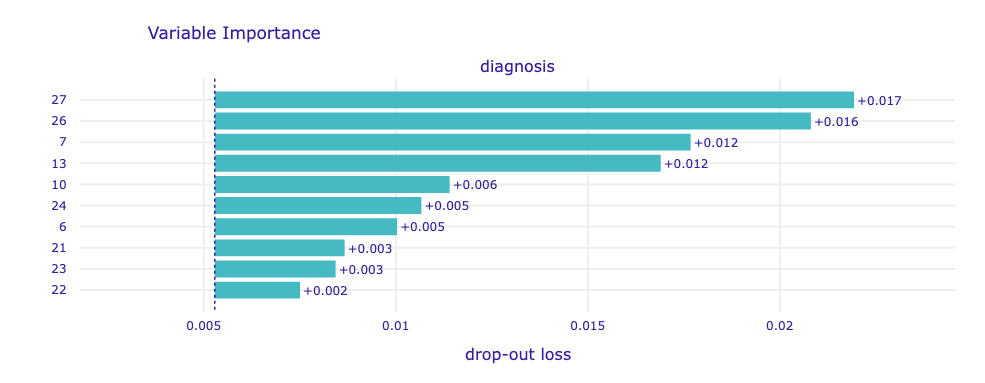 Variable Importance
diagnosis
27 +0.017
26 +0.016
7 +0.012
13 +0.012
10 +0.006
24 +0.005
6 +0.005
21 +0.003
23 +0.003
22 +0.002
0.005 0.01 0.015 0.02
drop-out loss